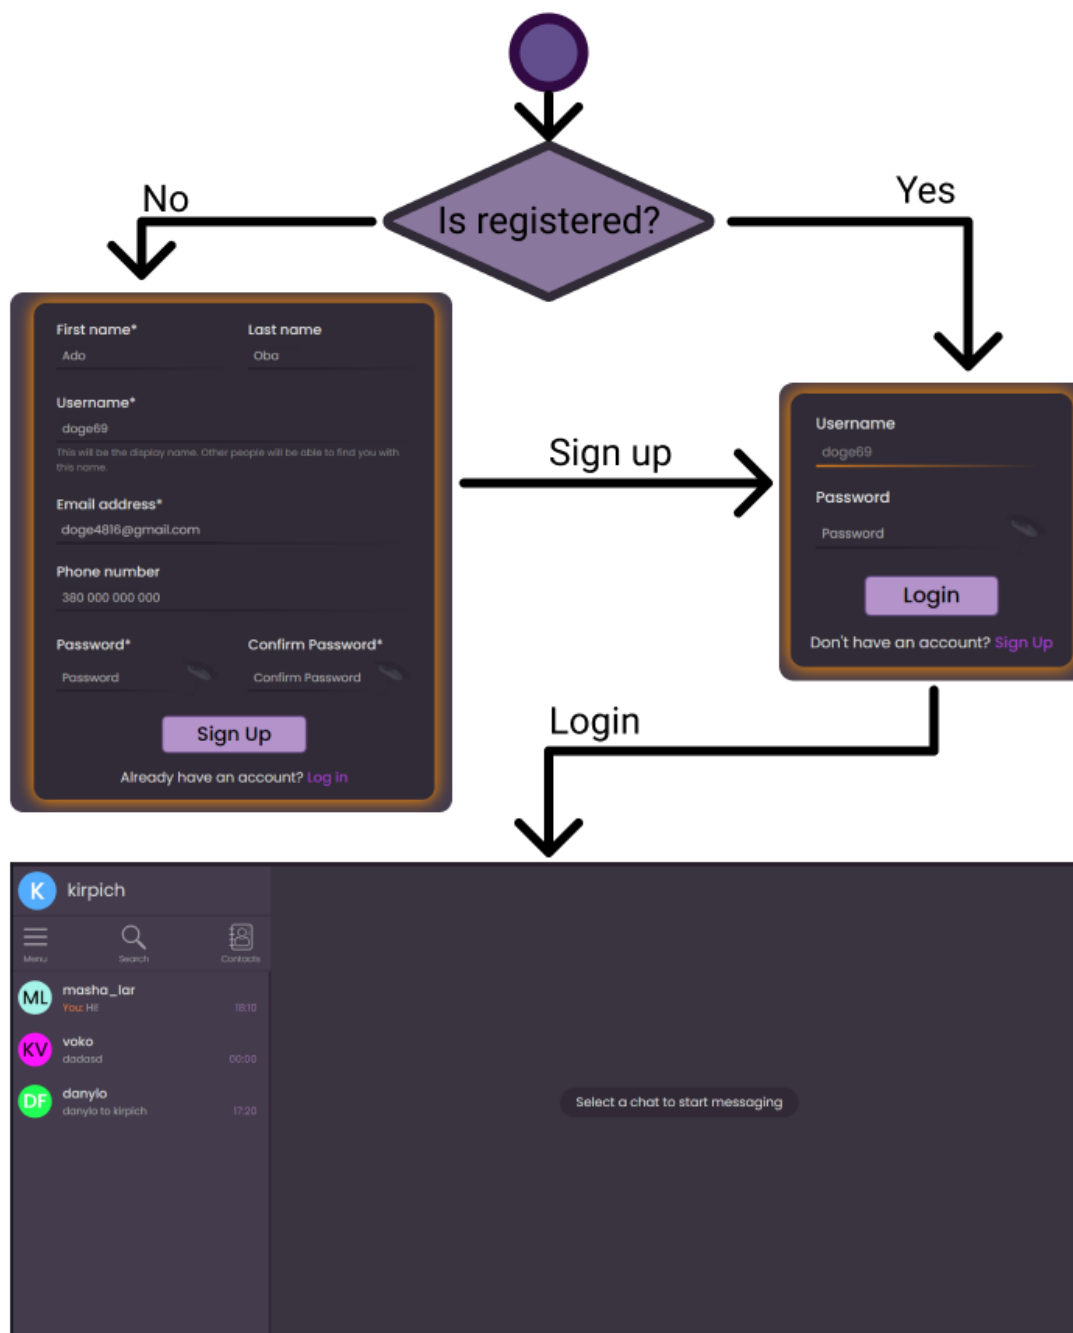 Is registered?
No
Yes
First name*
Last name
Ado
Oba
Username*
doge69
This will be the display name. Other people will be able to find you with
this name.
Email address*
doge4816@gmail.com
Phone number
380 000 000 000
Password*
Confirm Password*
Password
Confirm Password
Sign Up
Already have an account? Log in
Sign up
Username
doge69
Password
Password
Login
Don't have an account? Sign Up
Login
K
kirpich
Menu
Search
Contacts
ML
masha_lar
You: Hi!
18:10
KV
voko
dadasd
00:00
DF
danylo
danylo to kirpich
17:20
Select a chat to start messaging